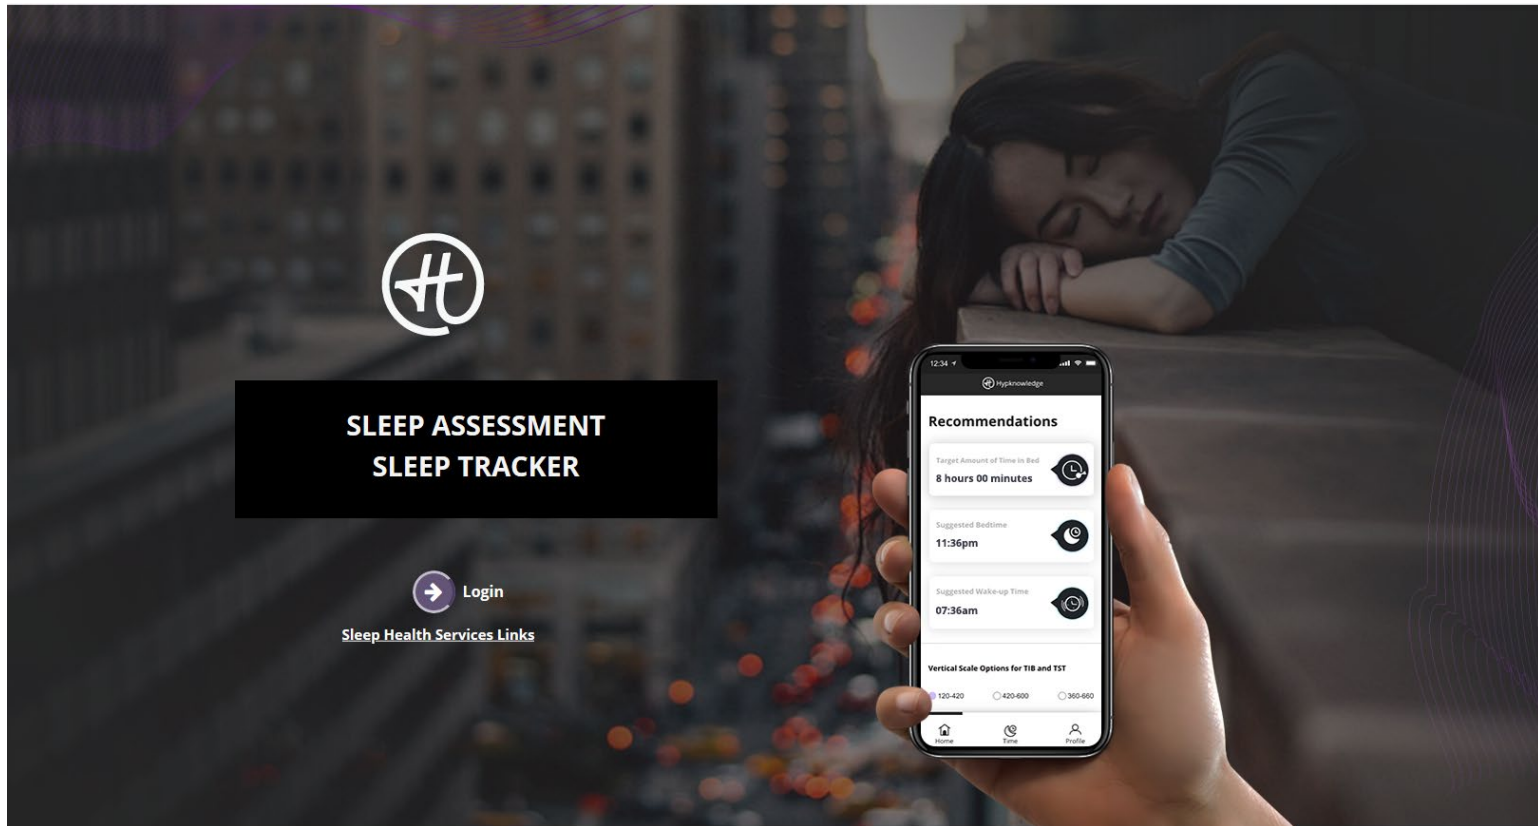 SLEEP ASSESSMENT
SLEEP TRACKER
Login
Sleep Health Services Links
12:34
Hypknowledge
Recommendations
Target Amount of Time in Bed
8 hours 00 minutes
Suggested Bedtime
11:36pm
Suggested Wake-up Time
07:36am
Vertical Scale Options for TIB and TST
120-420 420-600 360-660
Home Time Profile